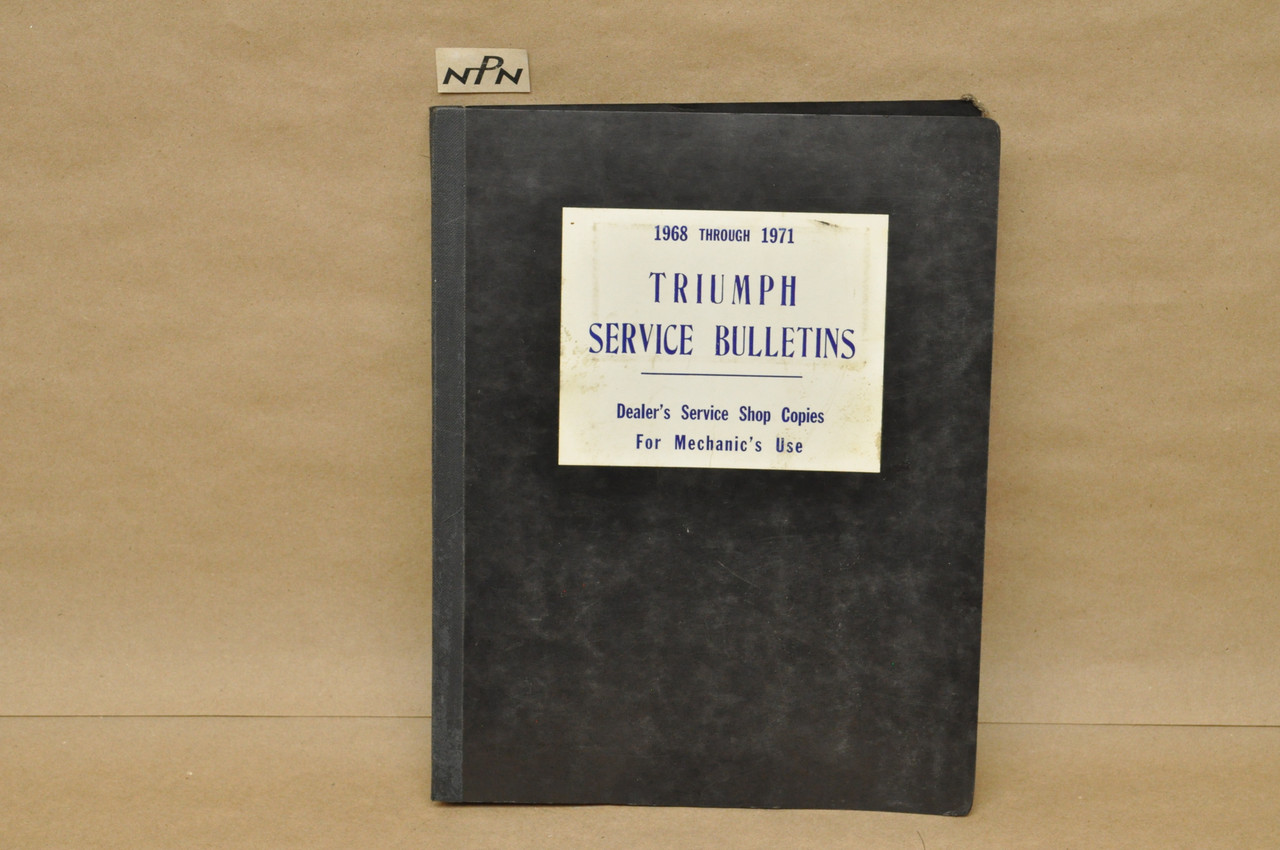 NPN
1968 THROUGH 1971
TRIUMPH
SERVICE BULLETINS
Dealer's Service Shop Copies
For Mechanic's Use